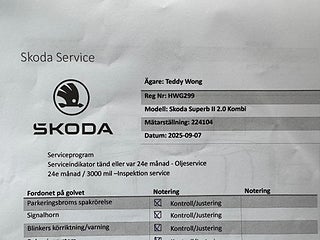 Skoda Service
Ägare: Teddy Wong
Reg Nr: HWG299
Modell: Skoda Superb II 2.0 Kombi
Mätarställning: 224104
Datum: 2025-09-07
ŠKODA
Serviceprogram
Serviceindikator tänd eller var 24e månad - Oljeservice
24e månad / 3000 mil –Inspektion service
Fordonet på golvet Notering Notering
Parkeringsbroms spakrörelse ☑ Kontroll/Justering
Signalhorn ☑ Kontroll/Justering
Blinkers körriktning/varning ☑ Kontroll/Justering